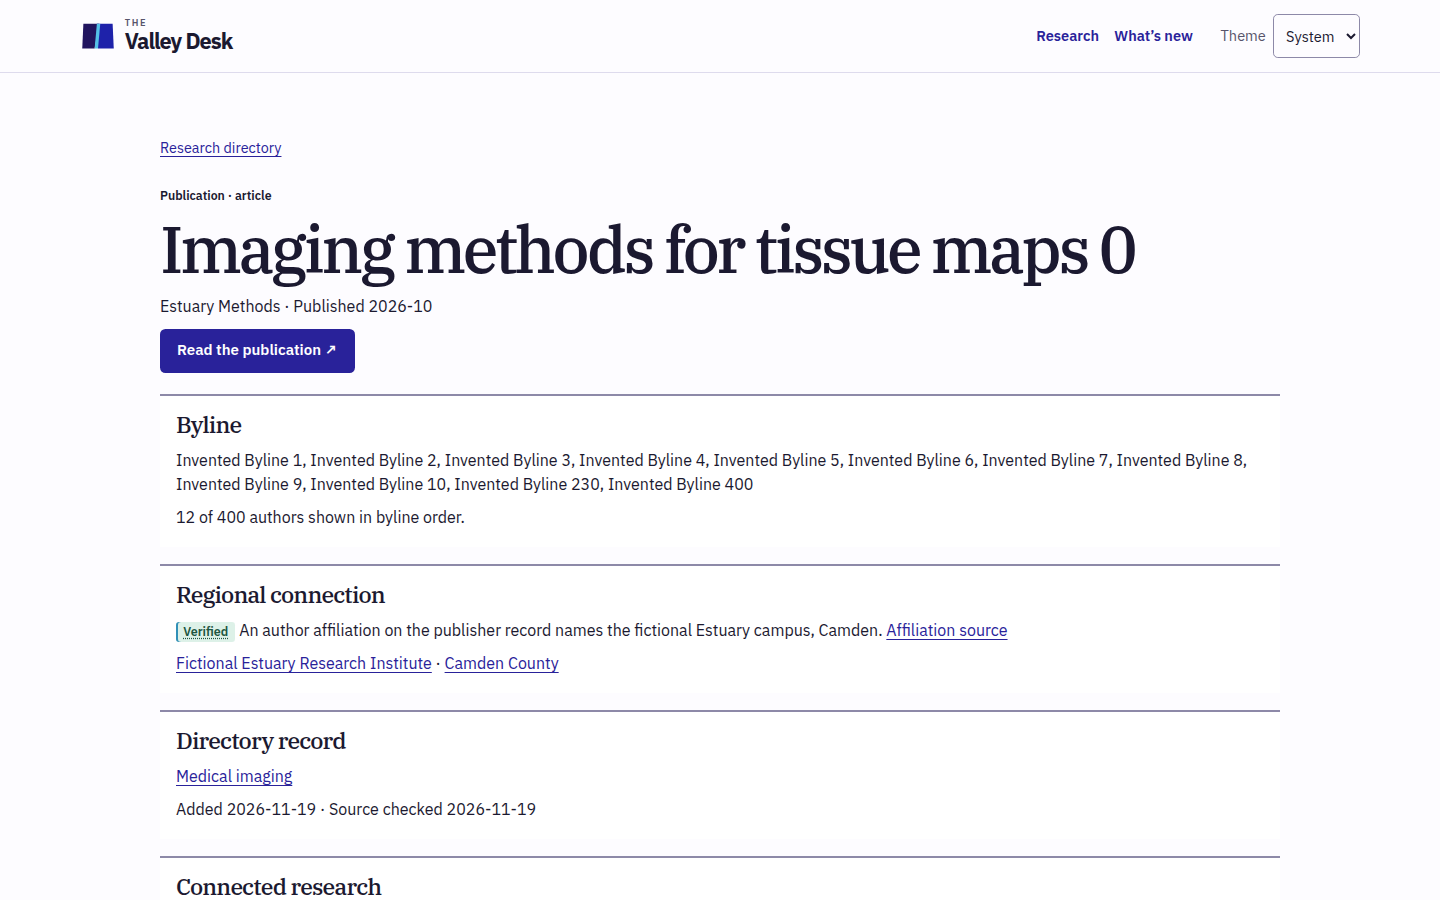 THE
Valley Desk
Research What’s new Theme System
Research directory
Publication · article
Imaging methods for tissue maps 0
Estuary Methods · Published 2026-10
Read the publication ↗
Byline
Invented Byline 1, Invented Byline 2, Invented Byline 3, Invented Byline 4, Invented Byline 5, Invented Byline 6, Invented Byline 7, Invented Byline 8,
Invented Byline 9, Invented Byline 10, Invented Byline 230, Invented Byline 400
12 of 400 authors shown in byline order.
Regional connection
Verified An author affiliation on the publisher record names the fictional Estuary campus, Camden. Affiliation source
Fictional Estuary Research Institute · Camden County
Directory record
Medical imaging
Added 2026-11-19 · Source checked 2026-11-19
Connected research